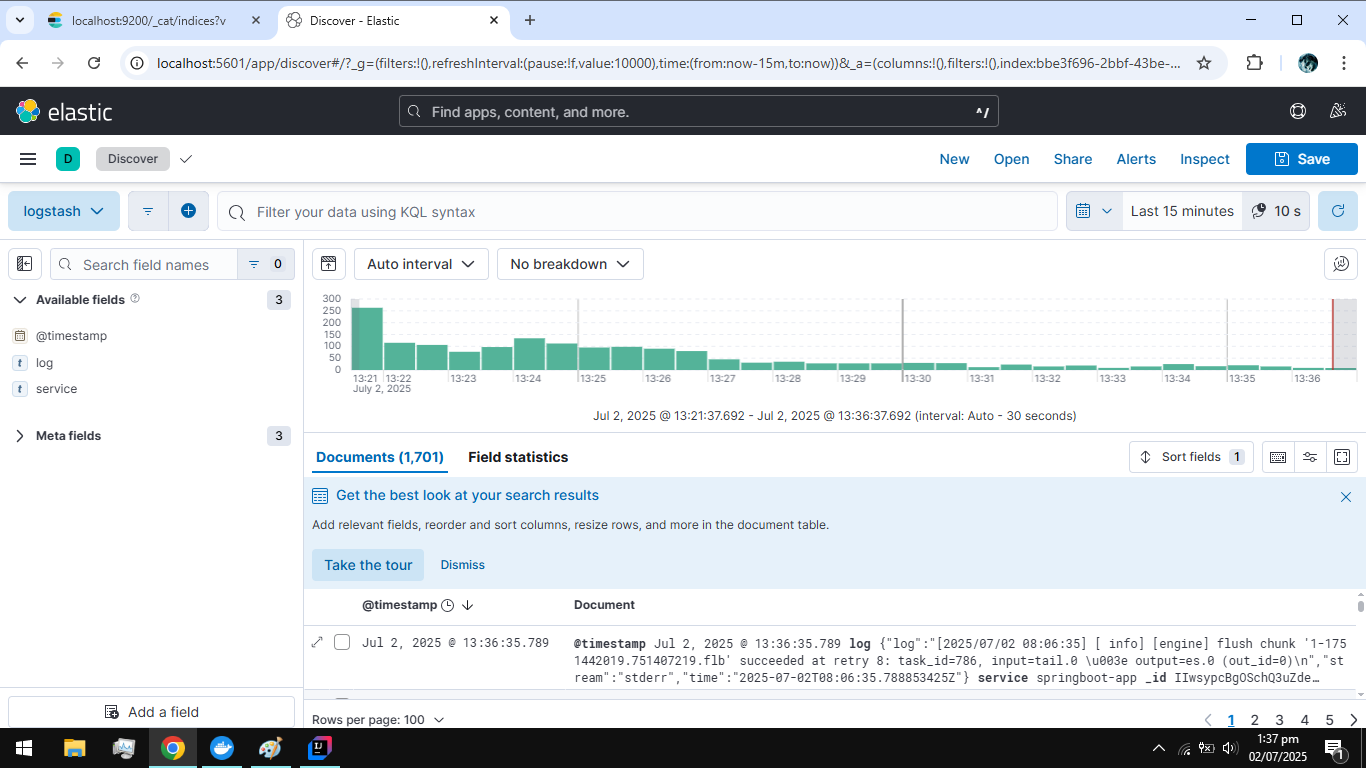 localhost:9200/_cat/indices?v
Discover - Elastic
localhost:5601/app/discover#/?_g=(filters:!(),refreshInterval:(pause:!f,value:10000),time:(from:now-15m,to:now))&_a=(columns:!(),filters:!(),index:bbe3f696-2bbf-43be-...
elastic
Find apps, content, and more.
^/
D
Discover
New
Open
Share
Alerts
Inspect
Save
logstash
Filter your data using KQL syntax
Last 15 minutes
10 s
Search field names
0
Auto interval
No breakdown
Available fields
3
@timestamp
t log
t service
Meta fields
3
300
250
200
150
100
50
0
13:21 13:22 13:23 13:24 13:25 13:26 13:27 13:28 13:29 13:30 13:31 13:32 13:33 13:34 13:35 13:36
July 2, 2025
Jul 2, 2025 @ 13:21:37.692 - Jul 2, 2025 @ 13:36:37.692 (interval: Auto - 30 seconds)
Documents (1,701)
Field statistics
Sort fields 1
Get the best look at your search results
Add relevant fields, reorder and sort columns, resize rows, and more in the document table.
Take the tour
Dismiss
@timestamp
Document
Jul 2, 2025 @ 13:36:35.789
@timestamp Jul 2, 2025 @ 13:36:35.789 log {"log":"[2025/07/02 08:06:35] [ info] [engine] flush chunk '1-175
1442019.751407219.flb' succeeded at retry 8: task_id=786, input=tail.0 \u003e output=es.0 (out_id=0)\n","st
ream":"stderr","time":"2025-07-02T08:06:35.788853425Z"} service springboot-app _id IIwsypcBgOSchQ3uZde…
Add a field
Rows per page: 100
1 2 3 4 5
1:37 pm
02/07/2025
1